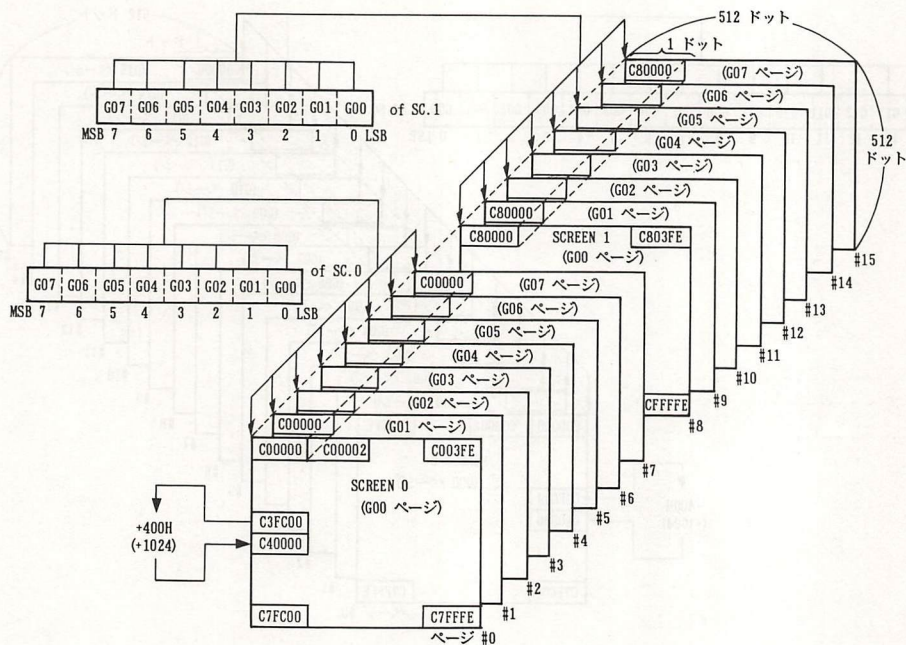 512 ドット
1 ドット
C80000
(G07 ページ)
G07 G06 G05 G04 G03 G02 G01 G00
of SC.1
MSB 7 6 5 4 3 2 1 0 LSB
(G06 ページ)
(G05 ページ)
(G04 ページ)
(G03 ページ)
(G02 ページ)
512
ドット
C80000
(G01 ページ)
C80000
SCREEN 1
C803FE
(G00 ページ)
#15
#14
#13
#12
#11
#10
#9
CFFFFE
#8
G07 G06 G05 G04 G03 G02 G01 G00
of SC.0
MSB 7 6 5 4 3 2 1 0 LSB
C00000
(G07 ページ)
(G06 ページ)
(G05 ページ)
(G04 ページ)
(G03 ページ)
(G02 ページ)
C00000
(G01 ページ)
C00000
C00002
C003FE
SCREEN 0
(G00 ページ)
#7
#6
#5
#4
#3
#2
#1
+400H
(+1024)
C3FC00
C40000
C7FC00
C7FFFE
ページ #0